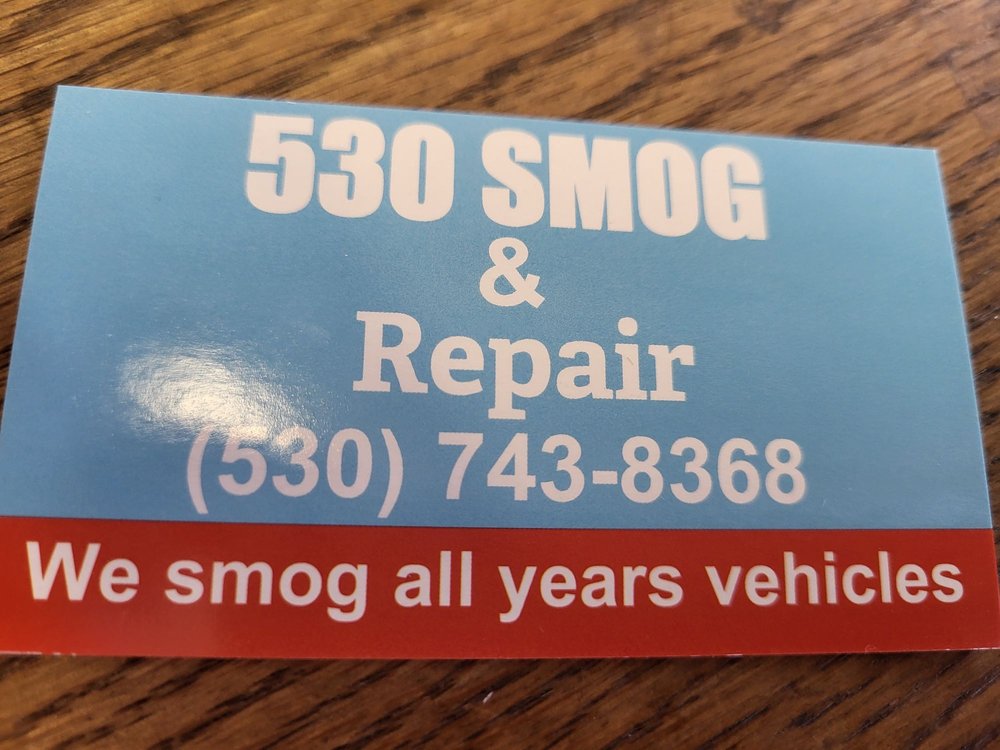 530 SMOG
&
Repair
(530) 743-8368
We smog all years vehicles